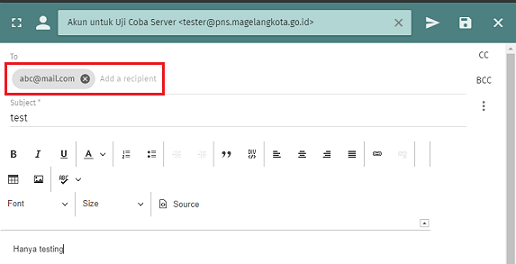 Akun untuk Uji Coba Server <tester@pns.magelangkota.go.id>
To
CC
abc@mail.com Add a recipient
BCC
Subject *
test
B I U A
ABC
Font Size Source
Hanya testing